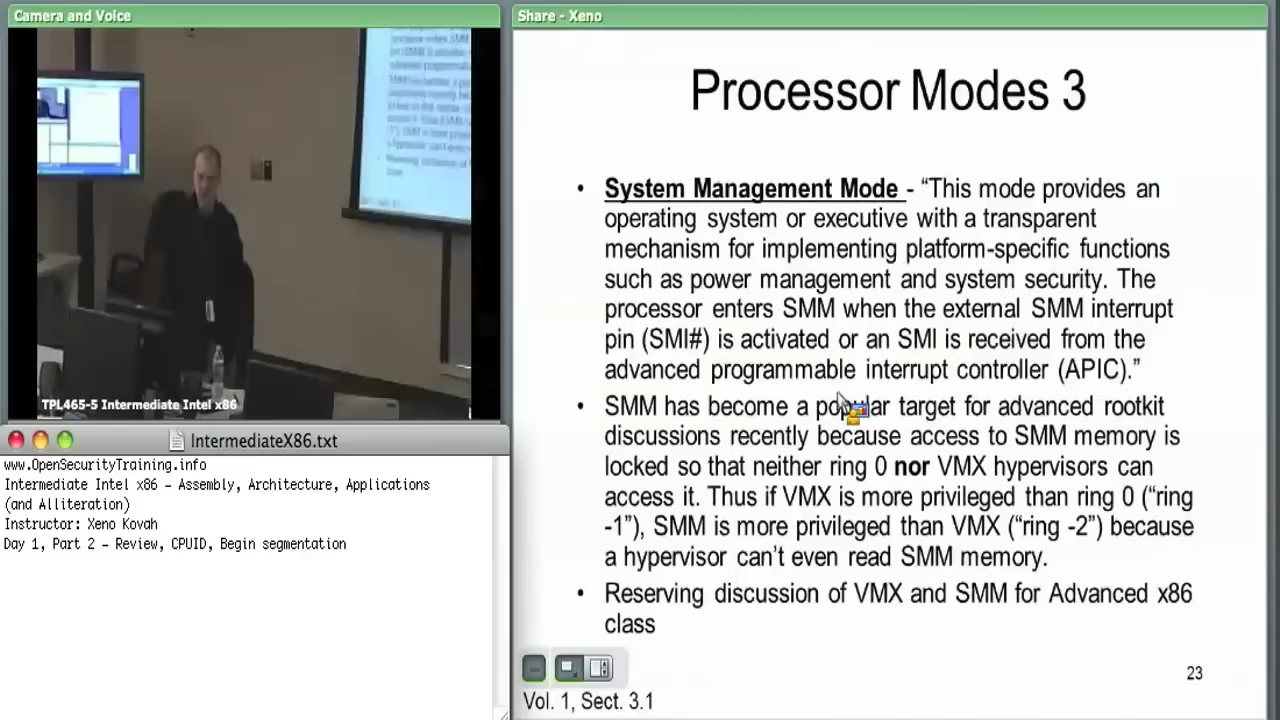 Camera and Voice
TPL465-5 Intermediate Intel x86
IntermediateX86.txt
www.OpenSecurityTraining.info
Intermediate Intel x86 – Assembly, Architecture, Applications
(and Alliteration)
Instructor: Xeno Kovah
Day 1, Part 2 – Review, CPUID, Begin segmentation
Share - Xeno
Processor Modes 3
• System Management Mode - “This mode provides an
operating system or executive with a transparent
mechanism for implementing platform-specific functions
such as power management and system security. The
processor enters SMM when the external SMM interrupt
pin (SMI#) is activated or an SMI is received from the
advanced programmable interrupt controller (APIC).”
• SMM has become a popular target for advanced rootkit
discussions recently because access to SMM memory is
locked so that neither ring 0 nor VMX hypervisors can
access it. Thus if VMX is more privileged than ring 0 (“ring
-1”), SMM is more privileged than VMX (“ring -2”) because
a hypervisor can’t even read SMM memory.
• Reserving discussion of VMX and SMM for Advanced x86
class
23
Vol. 1, Sect. 3.1